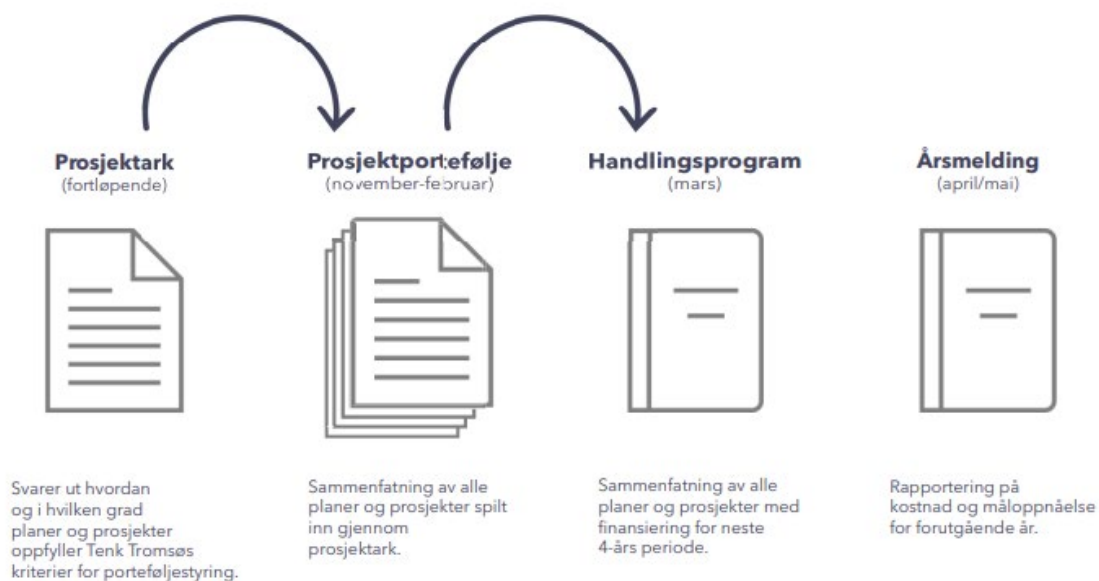 Prosjektark
(fortløpende)
Svarer ut hvordan
og i hvilken grad
planer og prosjekter
oppfyller Tenk Tromsøs
kriterier for porteføljestyring.
Prosjektportefølje
(november-februar)
Sammenfatning av alle
planer og prosjekter spilt
inn gjennom
prosjektark.
Handlingsprogram
(mars)
Sammenfatning av alle
planer og prosjekter med
finansiering for neste
4-års periode.
Årsmelding
(april/mai)
Rapportering på
kostnad og måloppnåelse
for forutgående år.